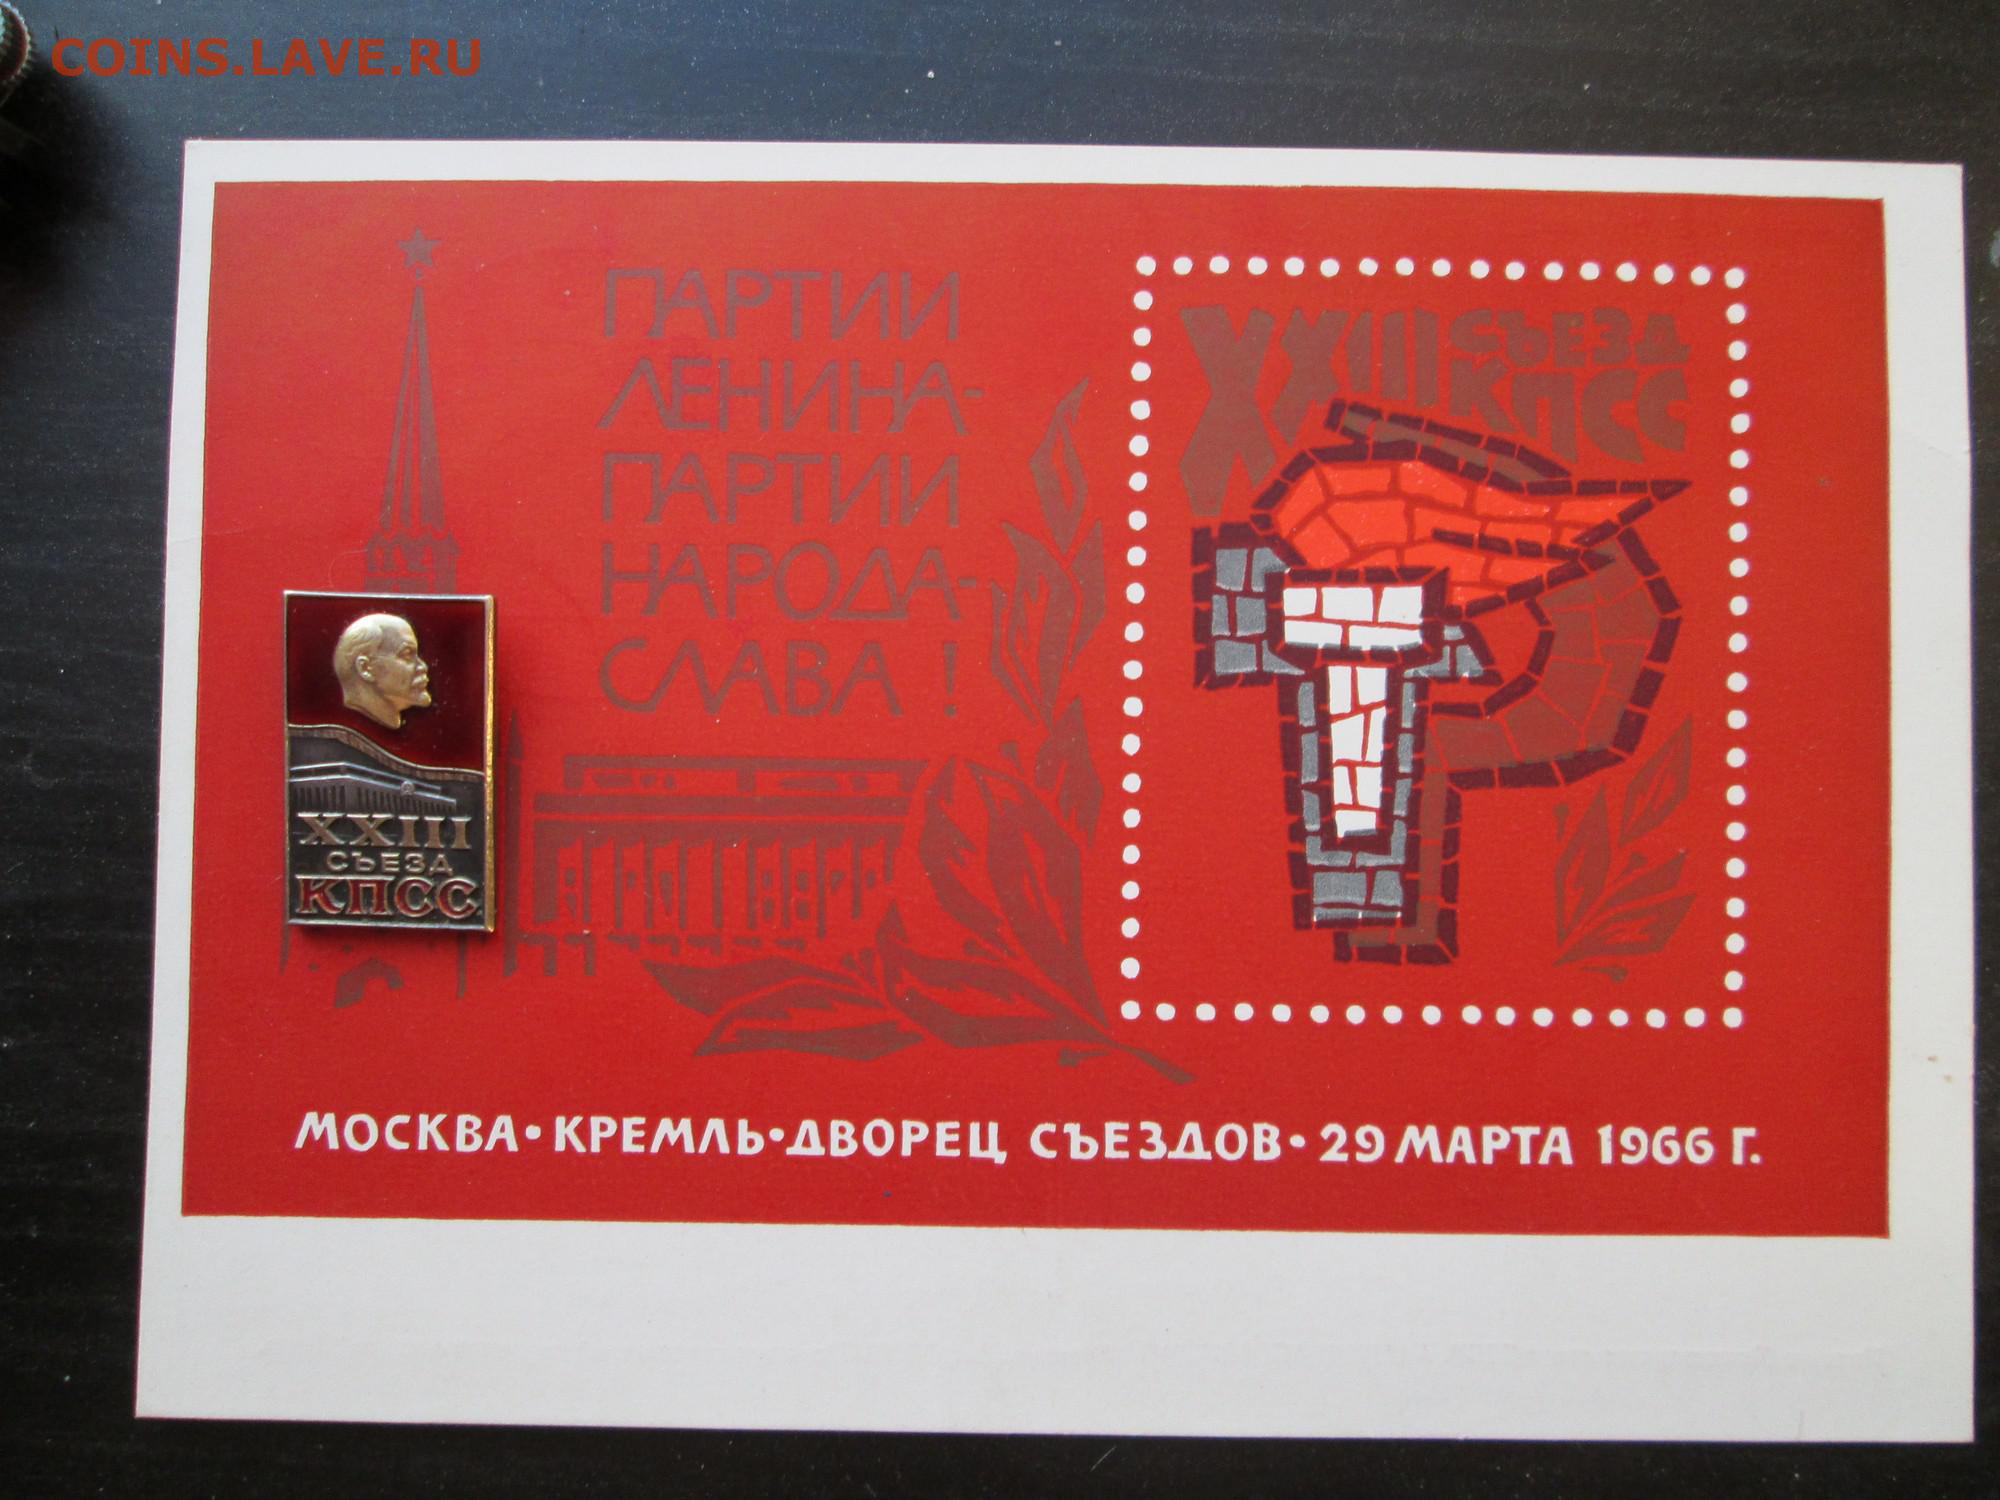 COINS.LAVE.RU
ПАРТИИ
ЛЕНИНА-
ПАРТИИ
НАРОДА-
СЛАВА!
XXIII СЪЕЗД
КПСС
XXIII
СЪЕЗД
КПСС
МОСКВА•КРЕМЛЬ•ДВОРЕЦ СЪЕЗДОВ•29 МАРТА 1966 Г.